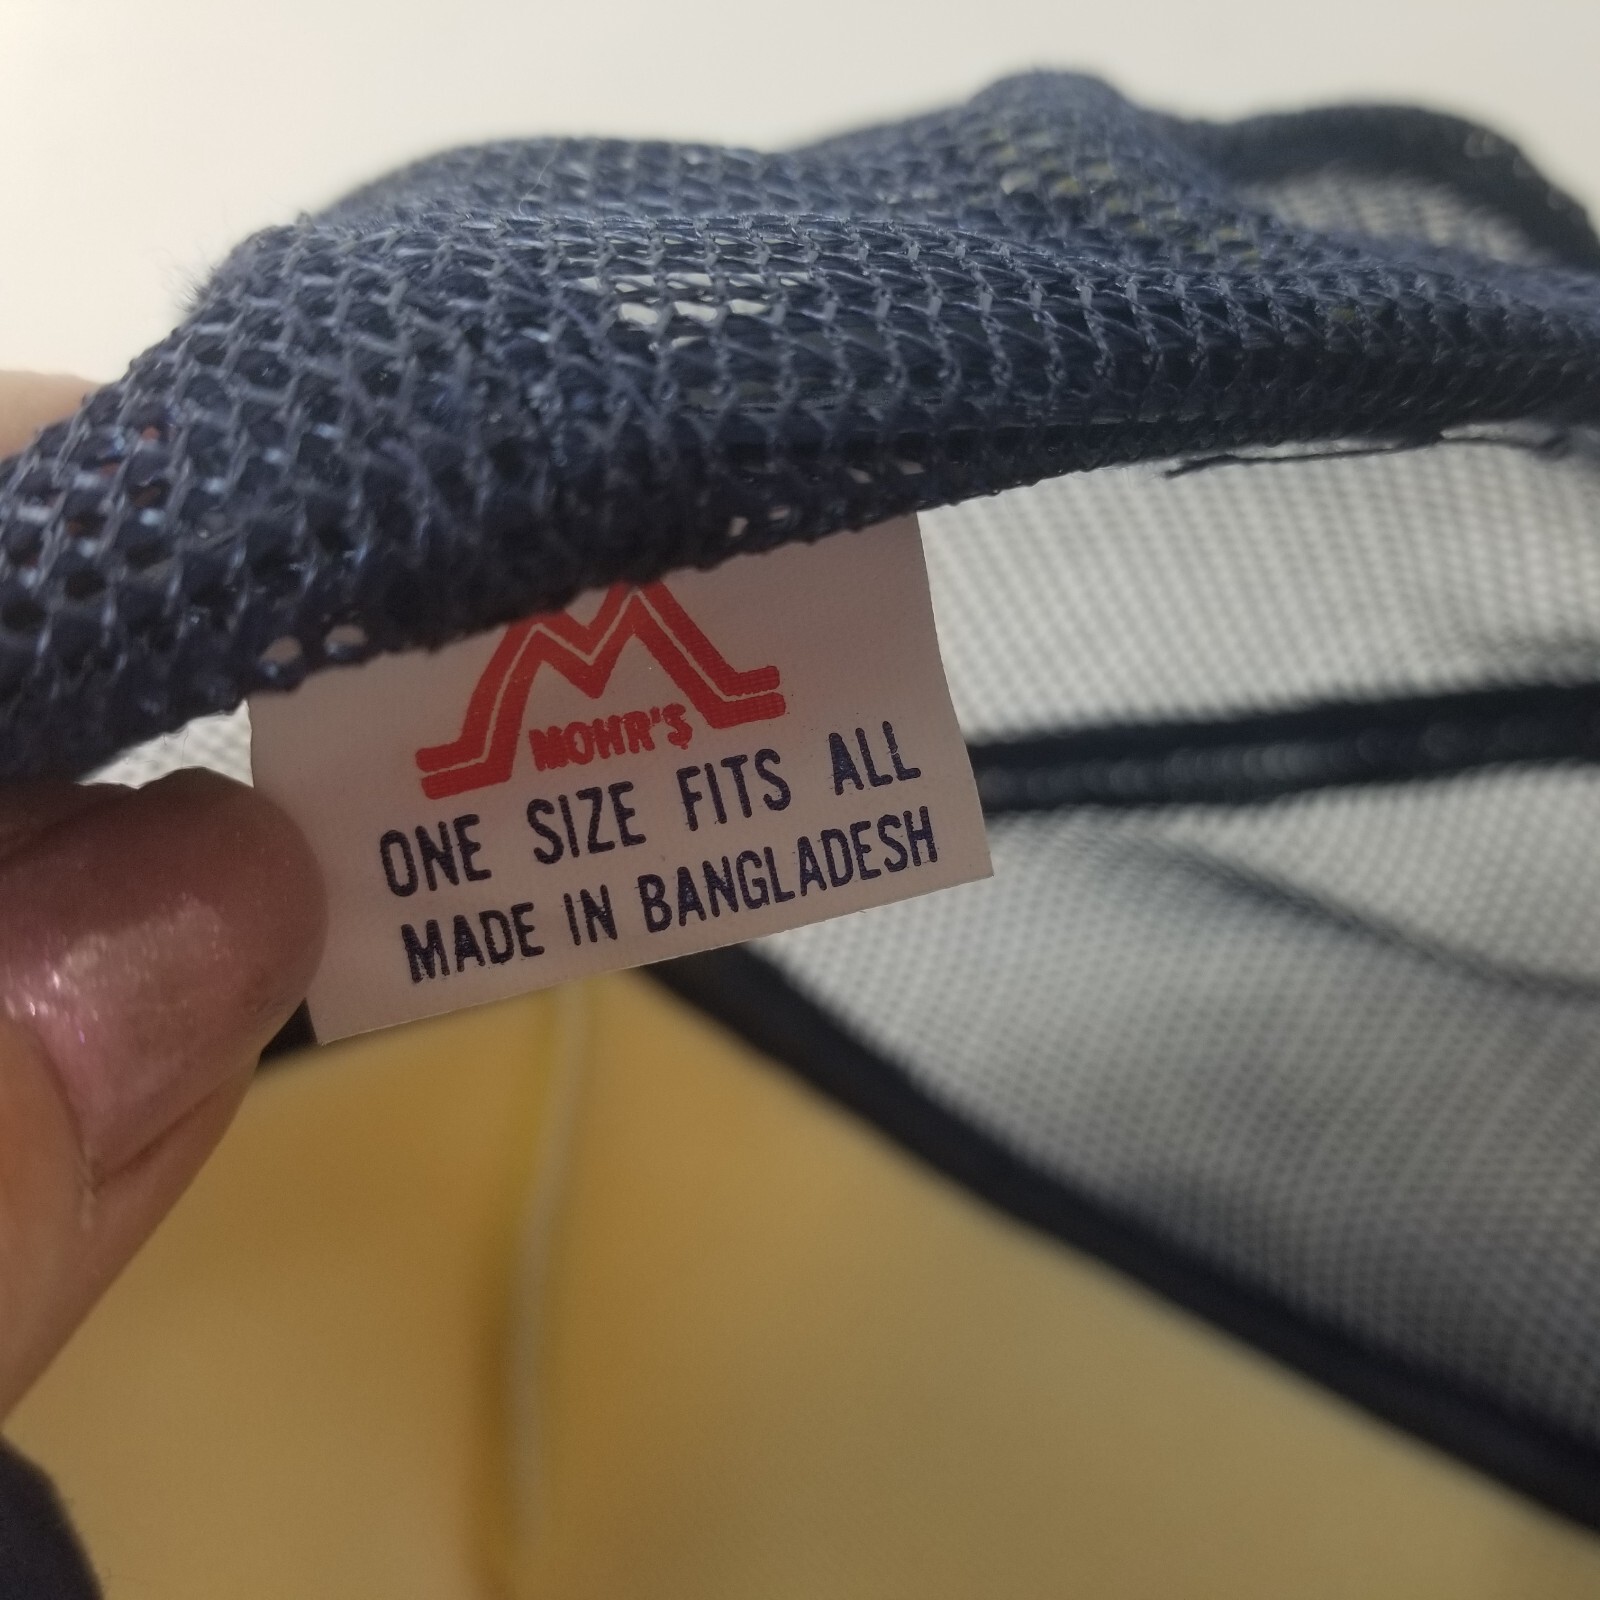 M
MOHR'S
ONE SIZE FITS ALL
MADE IN BANGLADESH